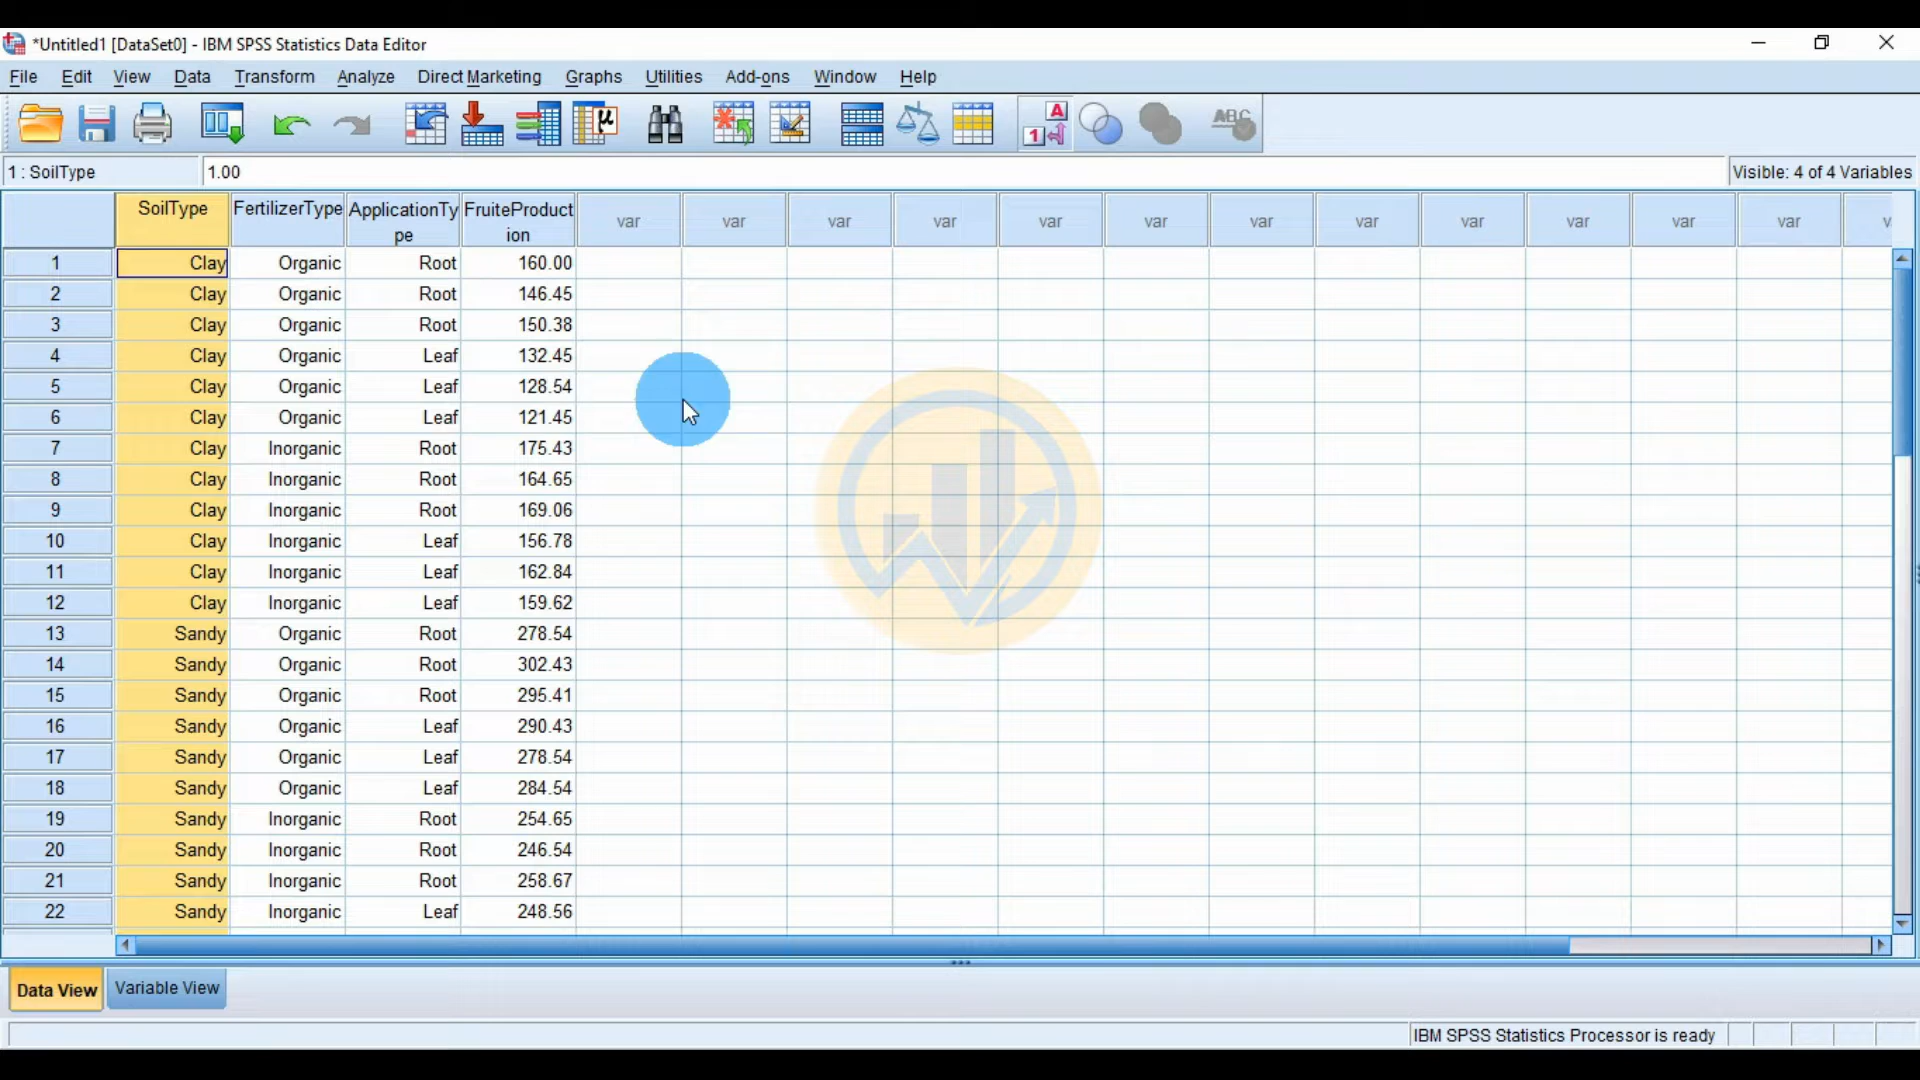 *Untitled1 [DataSet0] - IBM SPSS Statistics Data Editor
File Edit View Data Transform Analyze Direct Marketing Graphs Utilities Add-ons Window Help
A
1
μ
ABC
1 : SoilType 1.00 Visible: 4 of 4 Variables
SoilType FertilizerType ApplicationType FruiteProduction var var var var var var var var var var var var
1 Clay Organic Root 160.00
2 Clay Organic Root 146.45
3 Clay Organic Root 150.38
4 Clay Organic Leaf 132.45
5 Clay Organic Leaf 128.54
6 Clay Organic Leaf 121.45
7 Clay Inorganic Root 175.43
8 Clay Inorganic Root 164.65
9 Clay Inorganic Root 169.06
10 Clay Inorganic Leaf 156.78
11 Clay Inorganic Leaf 162.84
12 Clay Inorganic Leaf 159.62
13 Sandy Organic Root 278.54
14 Sandy Organic Root 302.43
15 Sandy Organic Root 295.41
16 Sandy Organic Leaf 290.43
17 Sandy Organic Leaf 278.54
18 Sandy Organic Leaf 284.54
19 Sandy Inorganic Root 254.65
20 Sandy Inorganic Root 246.54
21 Sandy Inorganic Root 258.67
22 Sandy Inorganic Leaf 248.56
Data View Variable View
IBM SPSS Statistics Processor is ready